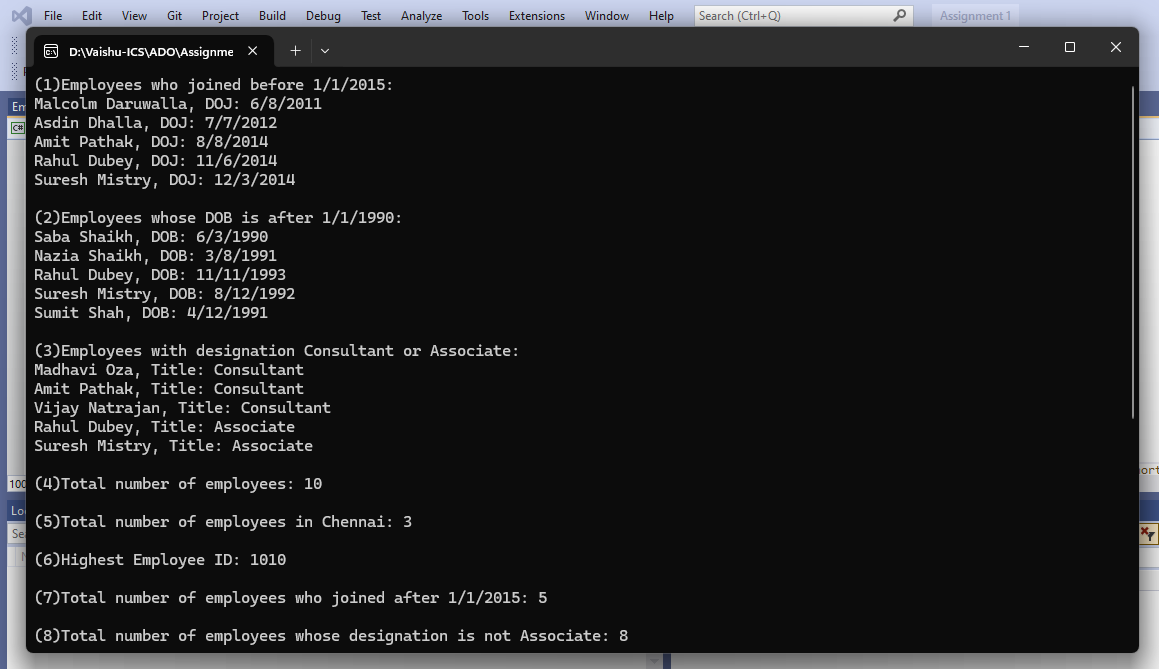 File Edit View Git Project Build Debug Test Analyze Tools Extensions Window Help Search (Ctrl+Q) Assignment 1
D:\Vaishu-ICS\ADO\Assignme
(1)Employees who joined before 1/1/2015:
Malcolm Daruwalla, DOJ: 6/8/2011
Asdin Dhalla, DOJ: 7/7/2012
Amit Pathak, DOJ: 8/8/2014
Rahul Dubey, DOJ: 11/6/2014
Suresh Mistry, DOJ: 12/3/2014
(2)Employees whose DOB is after 1/1/1990:
Saba Shaikh, DOB: 6/3/1990
Nazia Shaikh, DOB: 3/8/1991
Rahul Dubey, DOB: 11/11/1993
Suresh Mistry, DOB: 8/12/1992
Sumit Shah, DOB: 4/12/1991
(3)Employees with designation Consultant or Associate:
Madhavi Oza, Title: Consultant
Amit Pathak, Title: Consultant
Vijay Natrajan, Title: Consultant
Rahul Dubey, Title: Associate
Suresh Mistry, Title: Associate
(4)Total number of employees: 10
(5)Total number of employees in Chennai: 3
(6)Highest Employee ID: 1010
(7)Total number of employees who joined after 1/1/2015: 5
(8)Total number of employees whose designation is not Associate: 8